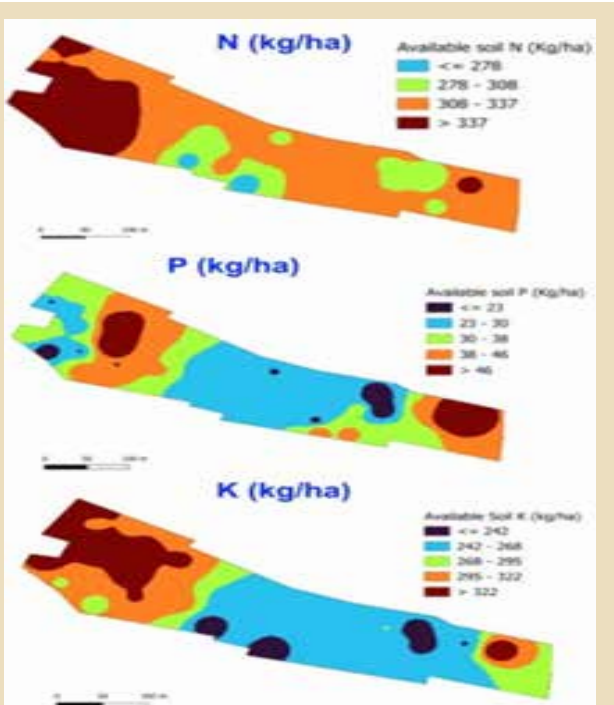 N (kg/ha)
Available soil N (Kg/ha)
<= 278
278 - 308
308 - 337
> 337
P (kg/ha)
Available soil P (Kg/ha)
<= 23
23 - 30
30 - 38
38 - 46
> 46
K (kg/ha)
Available Soil K (kg/ha)
<= 242
242 - 268
268 - 295
295 - 322
> 322